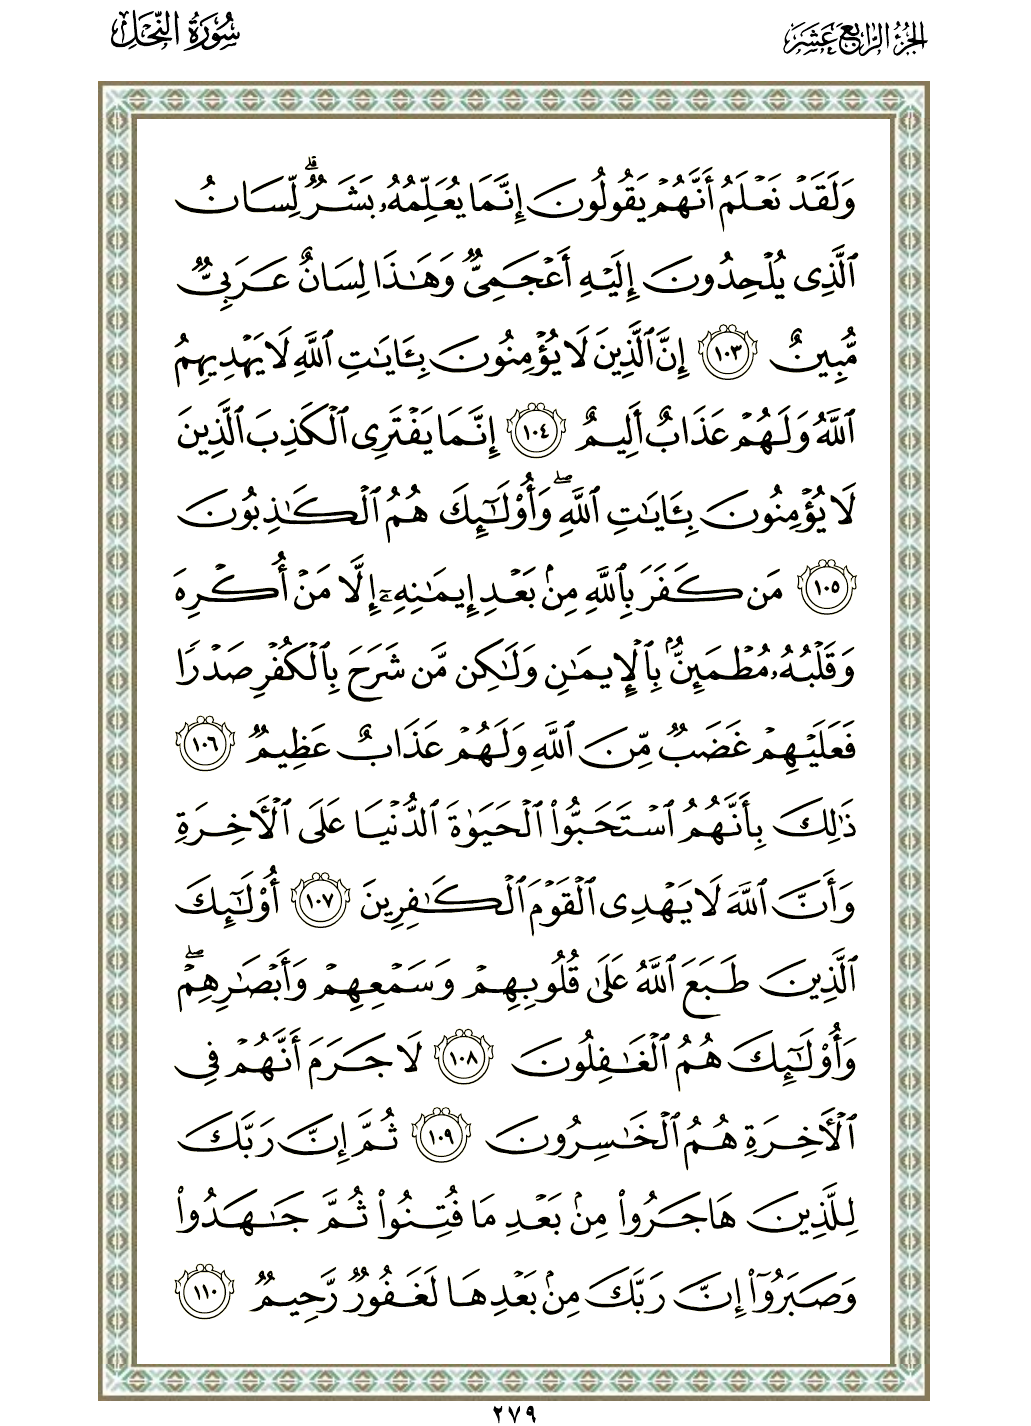 الجزء الرابع عشر
سورة النحل
وَلَقَدْ نَعْلَمُ أَنَّهُمْ يَقُولُونَ إِنَّمَا يُعَلِّمُهُۥ بَشَرٌۗ لِّسَانُ
ٱلَّذِى يُلْحِدُونَ إِلَيْهِ أَعْجَمِىٌّ وَهَٰذَا لِسَانٌ عَرَبِىٌّ
مُّبِينٌ ١٠٣ إِنَّ ٱلَّذِينَ لَا يُؤْمِنُونَ بِـَٔايَٰتِ ٱللَّهِ لَا يَهْدِيهِمُ
ٱللَّهُ وَلَهُمْ عَذَابٌ أَلِيمٌ ١٠٤ إِنَّمَا يَفْتَرِى ٱلْكَذِبَ ٱلَّذِينَ
لَا يُؤْمِنُونَ بِـَٔايَٰتِ ٱللَّهِۖ وَأُو۟لَٰٓئِكَ هُمُ ٱلْكَٰذِبُونَ
١٠٥ مَن كَفَرَ بِٱللَّهِ مِنۢ بَعْدِ إِيمَٰنِهِۦٓ إِلَّا مَنْ أُكْرِهَ
وَقَلْبُهُۥ مُطْمَئِنٌّۢ بِٱلْإِيمَٰنِ وَلَٰكِن مَّن شَرَحَ بِٱلْكُفْرِ صَدْرًا
فَعَلَيْهِمْ غَضَبٌ مِّنَ ٱللَّهِ وَلَهُمْ عَذَابٌ عَظِيمٌ ١٠٦
ذَٰلِكَ بِأَنَّهُمُ ٱسْتَحَبُّوا۟ ٱلْحَيَوٰةَ ٱلدُّنْيَا عَلَى ٱلْـَٔاخِرَةِ
وَأَنَّ ٱللَّهَ لَا يَهْدِى ٱلْقَوْمَ ٱلْكَٰفِرِينَ ١٠٧ أُو۟لَٰٓئِكَ
ٱلَّذِينَ طَبَعَ ٱللَّهُ عَلَىٰ قُلُوبِهِمْ وَسَمْعِهِمْ وَأَبْصَٰرِهِمْۖ
وَأُو۟لَٰٓئِكَ هُمُ ٱلْغَٰفِلُونَ ١٠٨ لَا جَرَمَ أَنَّهُمْ فِى
ٱلْـَٔاخِرَةِ هُمُ ٱلْخَٰسِرُونَ ١٠٩ ثُمَّ إِنَّ رَبَّكَ
لِلَّذِينَ هَاجَرُوا۟ مِنۢ بَعْدِ مَا فُتِنُوا۟ ثُمَّ جَٰهَدُوا۟
وَصَبَرُوٓا۟ إِنَّ رَبَّكَ مِنۢ بَعْدِهَا لَغَفُورٌ رَّحِيمٌ ١١٠
٢٧٩